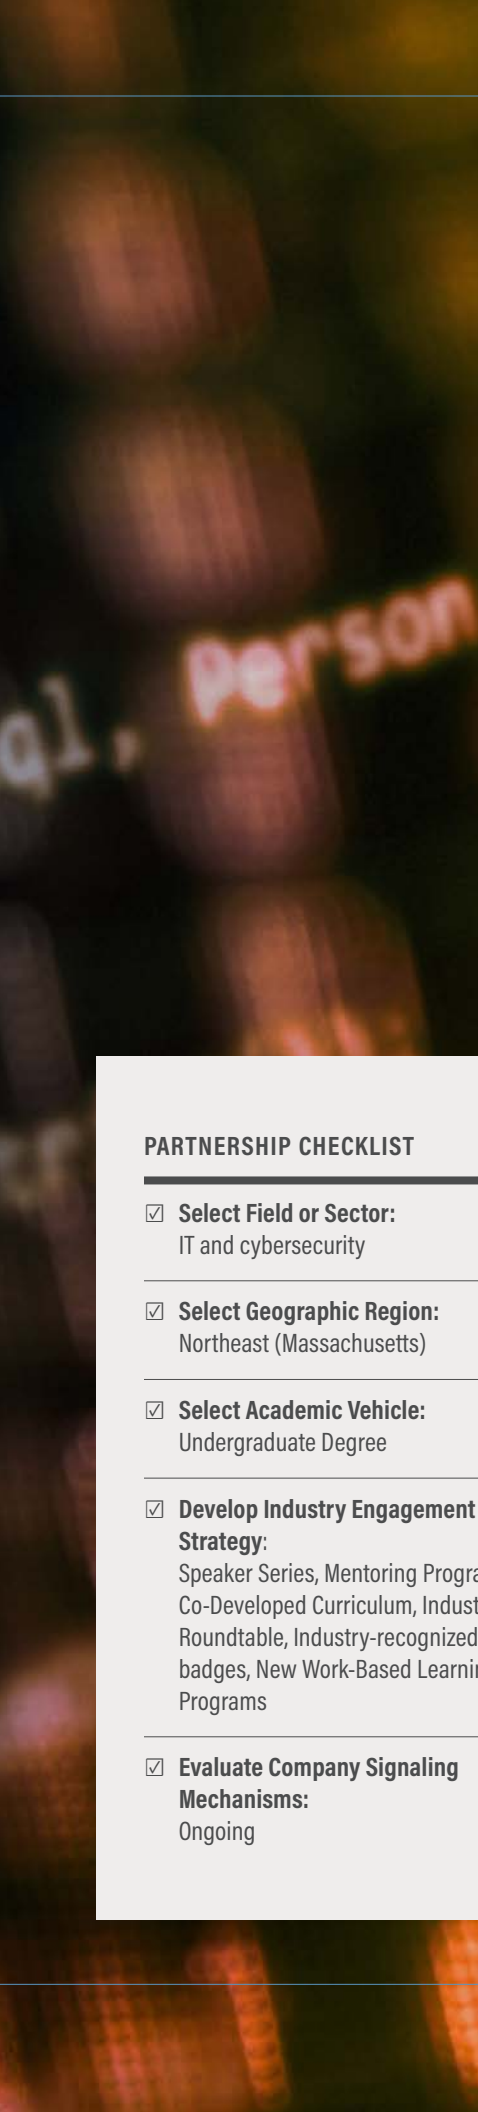 ql, Person
PARTNERSHIP CHECKLIST
☑ Select Field or Sector:
IT and cybersecurity
☑ Select Geographic Region:
Northeast (Massachusetts)
☑ Select Academic Vehicle:
Undergraduate Degree
☑ Develop Industry Engagement
Strategy:
Speaker Series, Mentoring
Co-Developed Curriculum,
Roundtable, Industry-recognized
badges, New Work-Based
Programs
☑ Evaluate Company Signaling
Mechanisms:
Ongoing